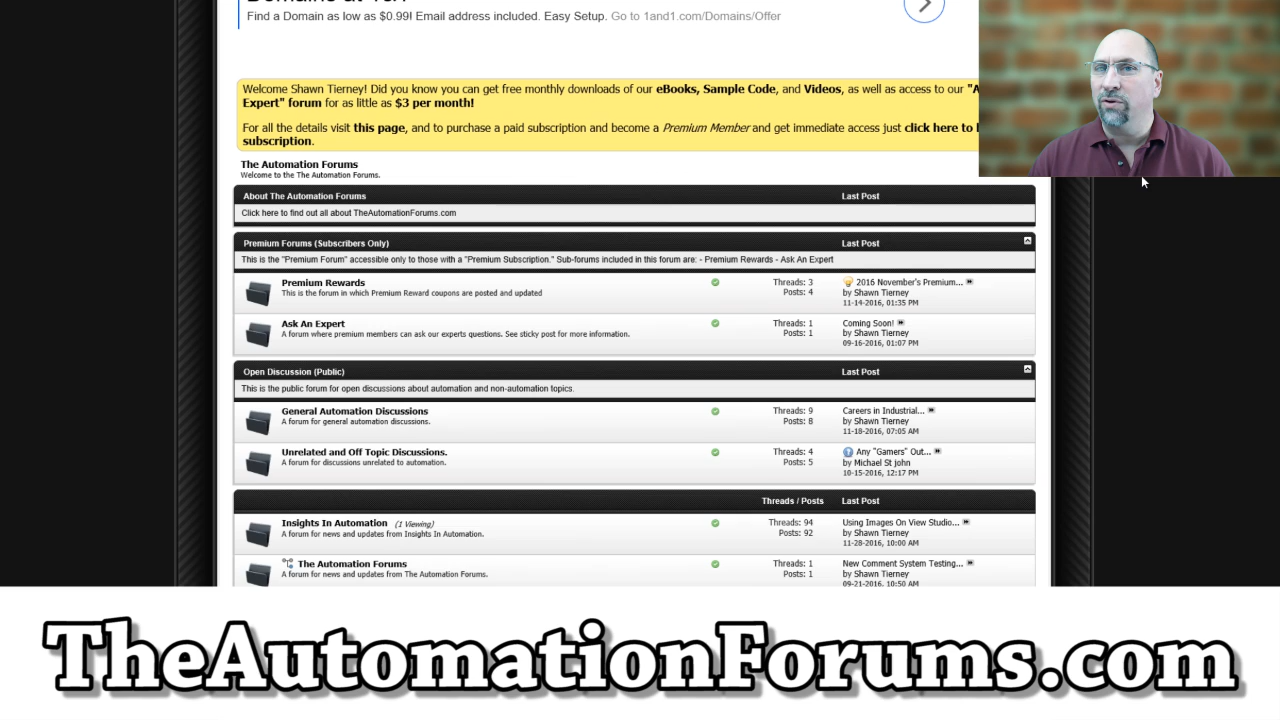 Find a Domain as low as $0.99! Email address included. Easy Setup. Go to 1and1.com/Domains/Offer
Welcome Shawn Tierney! Did you know you can get free monthly downloads of our eBooks, Sample Code, and Videos, as well as access to our
Expert" forum for as little as $3 per month!
For all the details visit this page, and to purchase a paid subscription and become a Premium Member and get immediate access just click here to
subscription.
The Automation Forums
Welcome to the The Automation Forums.
About The Automation Forums Last Post
Click here to find out all about TheAutomationForums.com
Premium Forums (Subscribers Only) Last Post
This is the "Premium Forum" accessible only to those with a "Premium Subscription." Sub-forums included in this forum are: - Premium Rewards - Ask An Expert
Premium Rewards Threads: 3 2016 November's Premium...
This is the forum in which Premium Reward coupons are posted and updated Posts: 4 by Shawn Tierney
11-14-2016, 01:35 PM
Ask An Expert Threads: 1 Coming Soon!
A forum where premium members can ask our experts questions. See sticky post for more information. Posts: 1 by Shawn Tierney
09-16-2016, 01:07 PM
Open Discussion (Public) Last Post
This is the public forum for open discussions about automation and non-automation topics.
General Automation Discussions Threads: 9 Careers in Industrial...
A forum for general automation discussions. Posts: 8 by Shawn Tierney
11-18-2016, 07:05 AM
Unrelated and Off Topic Discussions. Threads: 4 Any "Gamers" Out...
A forum for discussions unrelated to automation. Posts: 5 by Michael St john
10-15-2016, 12:17 PM
Threads / Posts Last Post
Insights In Automation (1 Viewing) Threads: 94 Using Images On View Studio...
A forum for news and updates from Insights In Automation. Posts: 92 by Shawn Tierney
11-28-2016, 10:00 AM
The Automation Forums Threads: 1 New Comment System Testing...
A forum for news and updates from The Automation Forums. Posts: 1 by Shawn Tierney
09-21-2016, 10:50 AM
TheAutomationForums.com